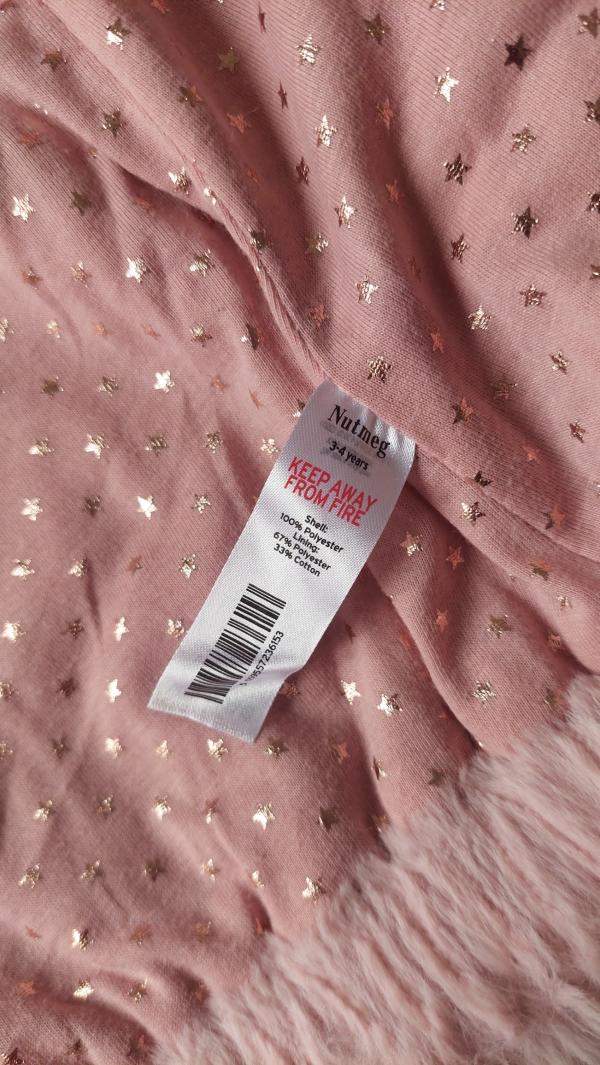 Nutmeg
3-4 years
KEEP AWAY
FROM FIRE
Shell:
100% Polyester
Lining:
67% Polyester
33% Cotton